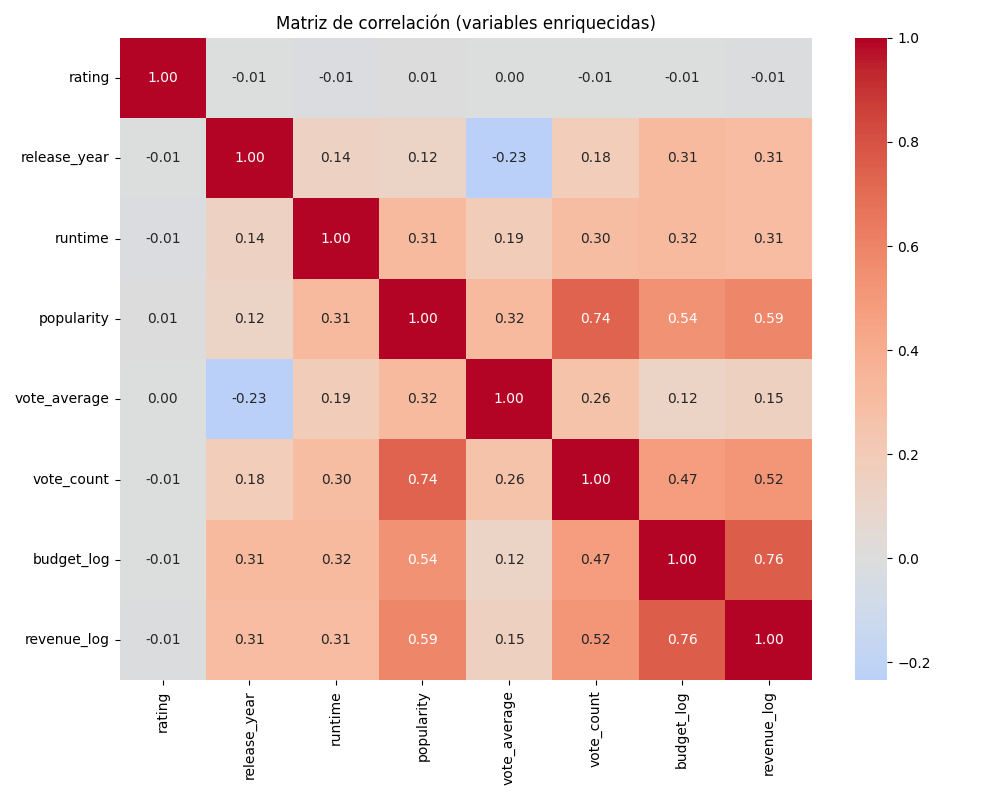 Matriz de correlación (variables enriquecidas)
rating 1.00 -0.01 -0.01 0.01 0.00 -0.01 -0.01 -0.01
release_year -0.01 1.00 0.14 0.12 -0.23 0.18 0.31 0.31
runtime -0.01 0.14 1.00 0.31 0.19 0.30 0.32 0.31
popularity 0.01 0.12 0.31 1.00 0.32 0.74 0.54 0.59
vote_average 0.00 -0.23 0.19 0.32 1.00 0.26 0.12 0.15
vote_count -0.01 0.18 0.30 0.74 0.26 1.00 0.47 0.52
budget_log -0.01 0.31 0.32 0.54 0.12 0.47 1.00 0.76
revenue_log -0.01 0.31 0.31 0.59 0.15 0.52 0.76 1.00
rating release_year runtime popularity vote_average vote_count budget_log revenue_log
1.0
0.8
0.6
0.4
0.2
0.0
−0.2